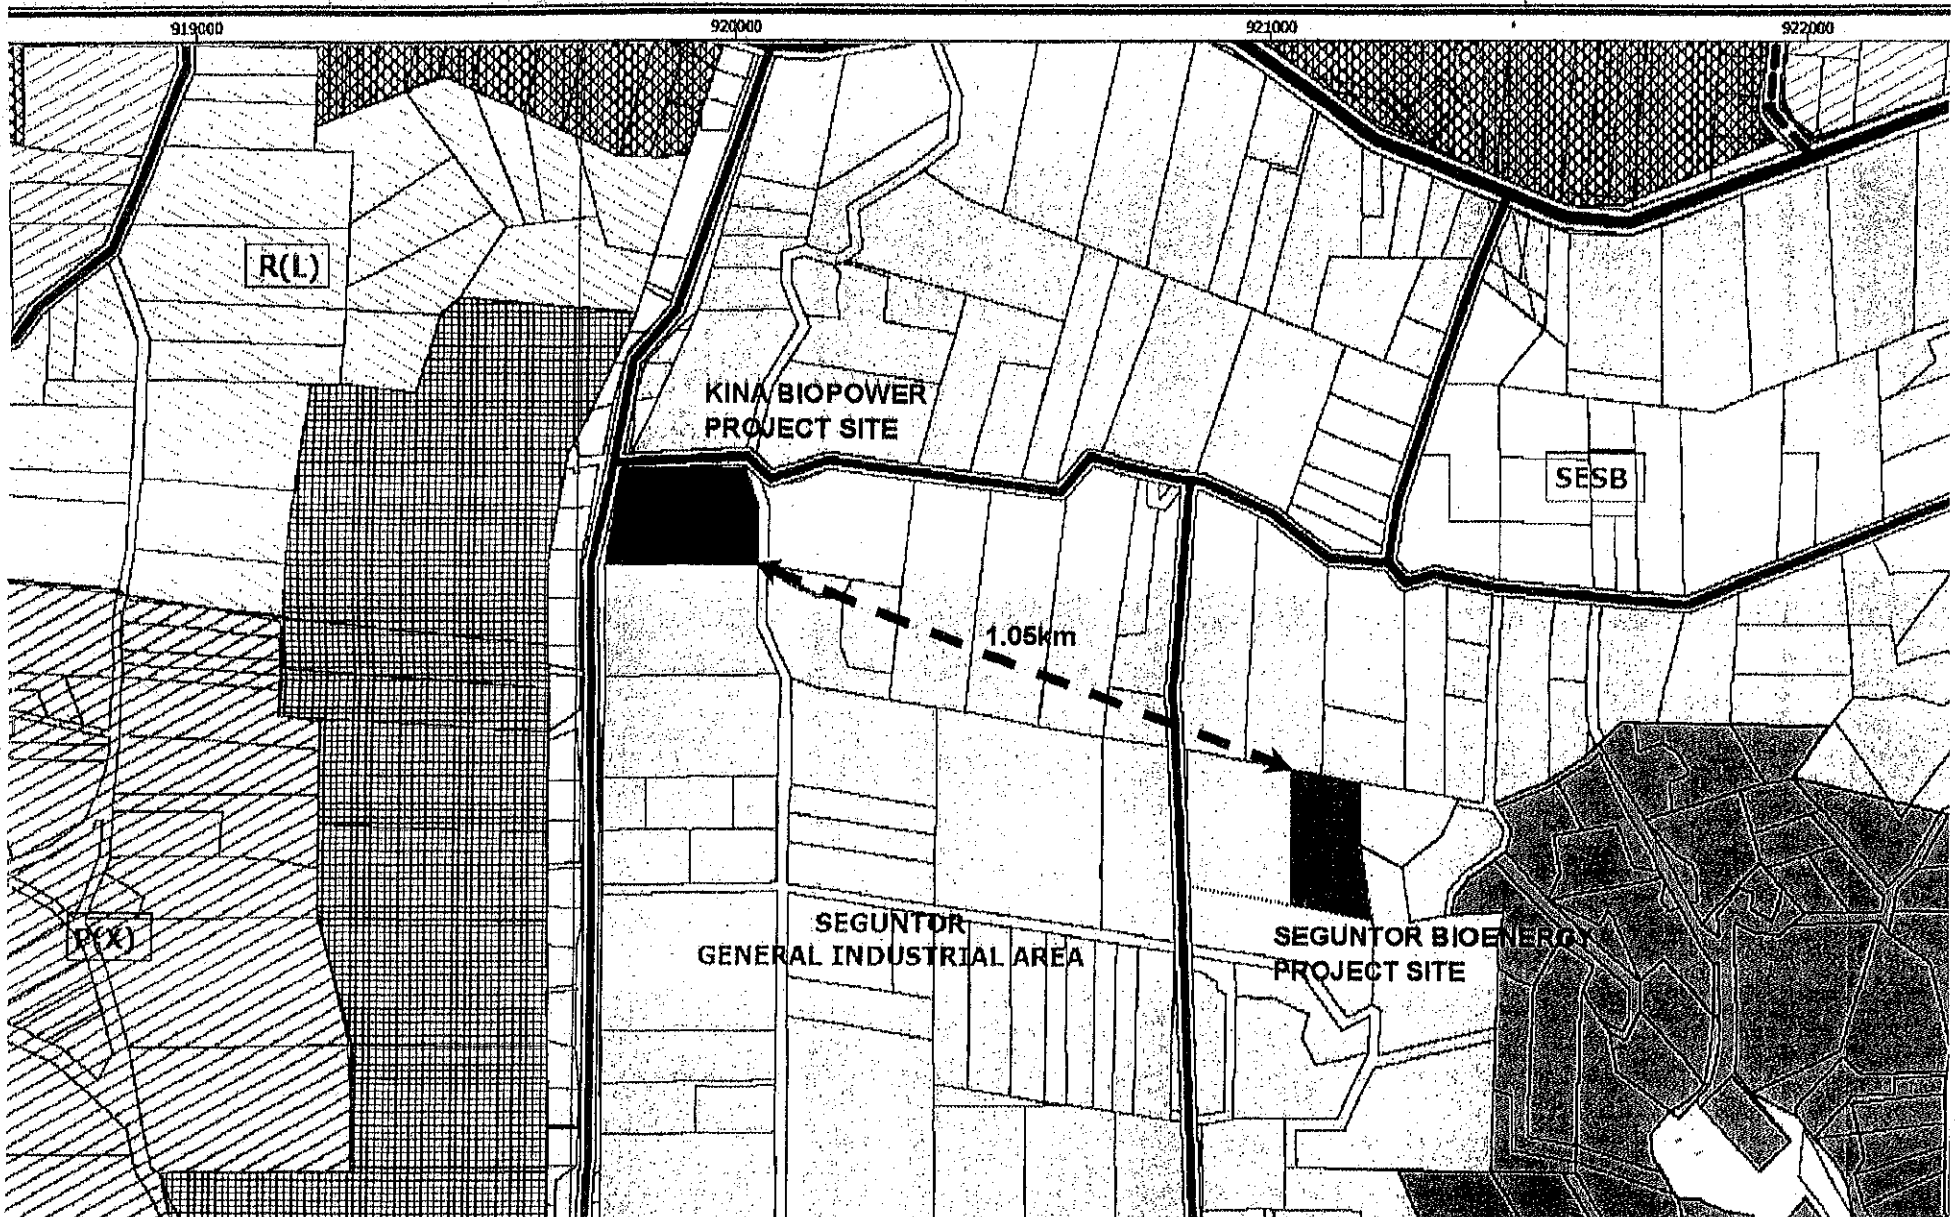 919000
920000
921000
922000
R(L)
KINA BIOPOWER
PROJECT SITE
SESB
1.05km
SEGUNTOR
GENERAL INDUSTRIAL AREA
SEGUNTOR BIOENERGY
PROJECT SITE